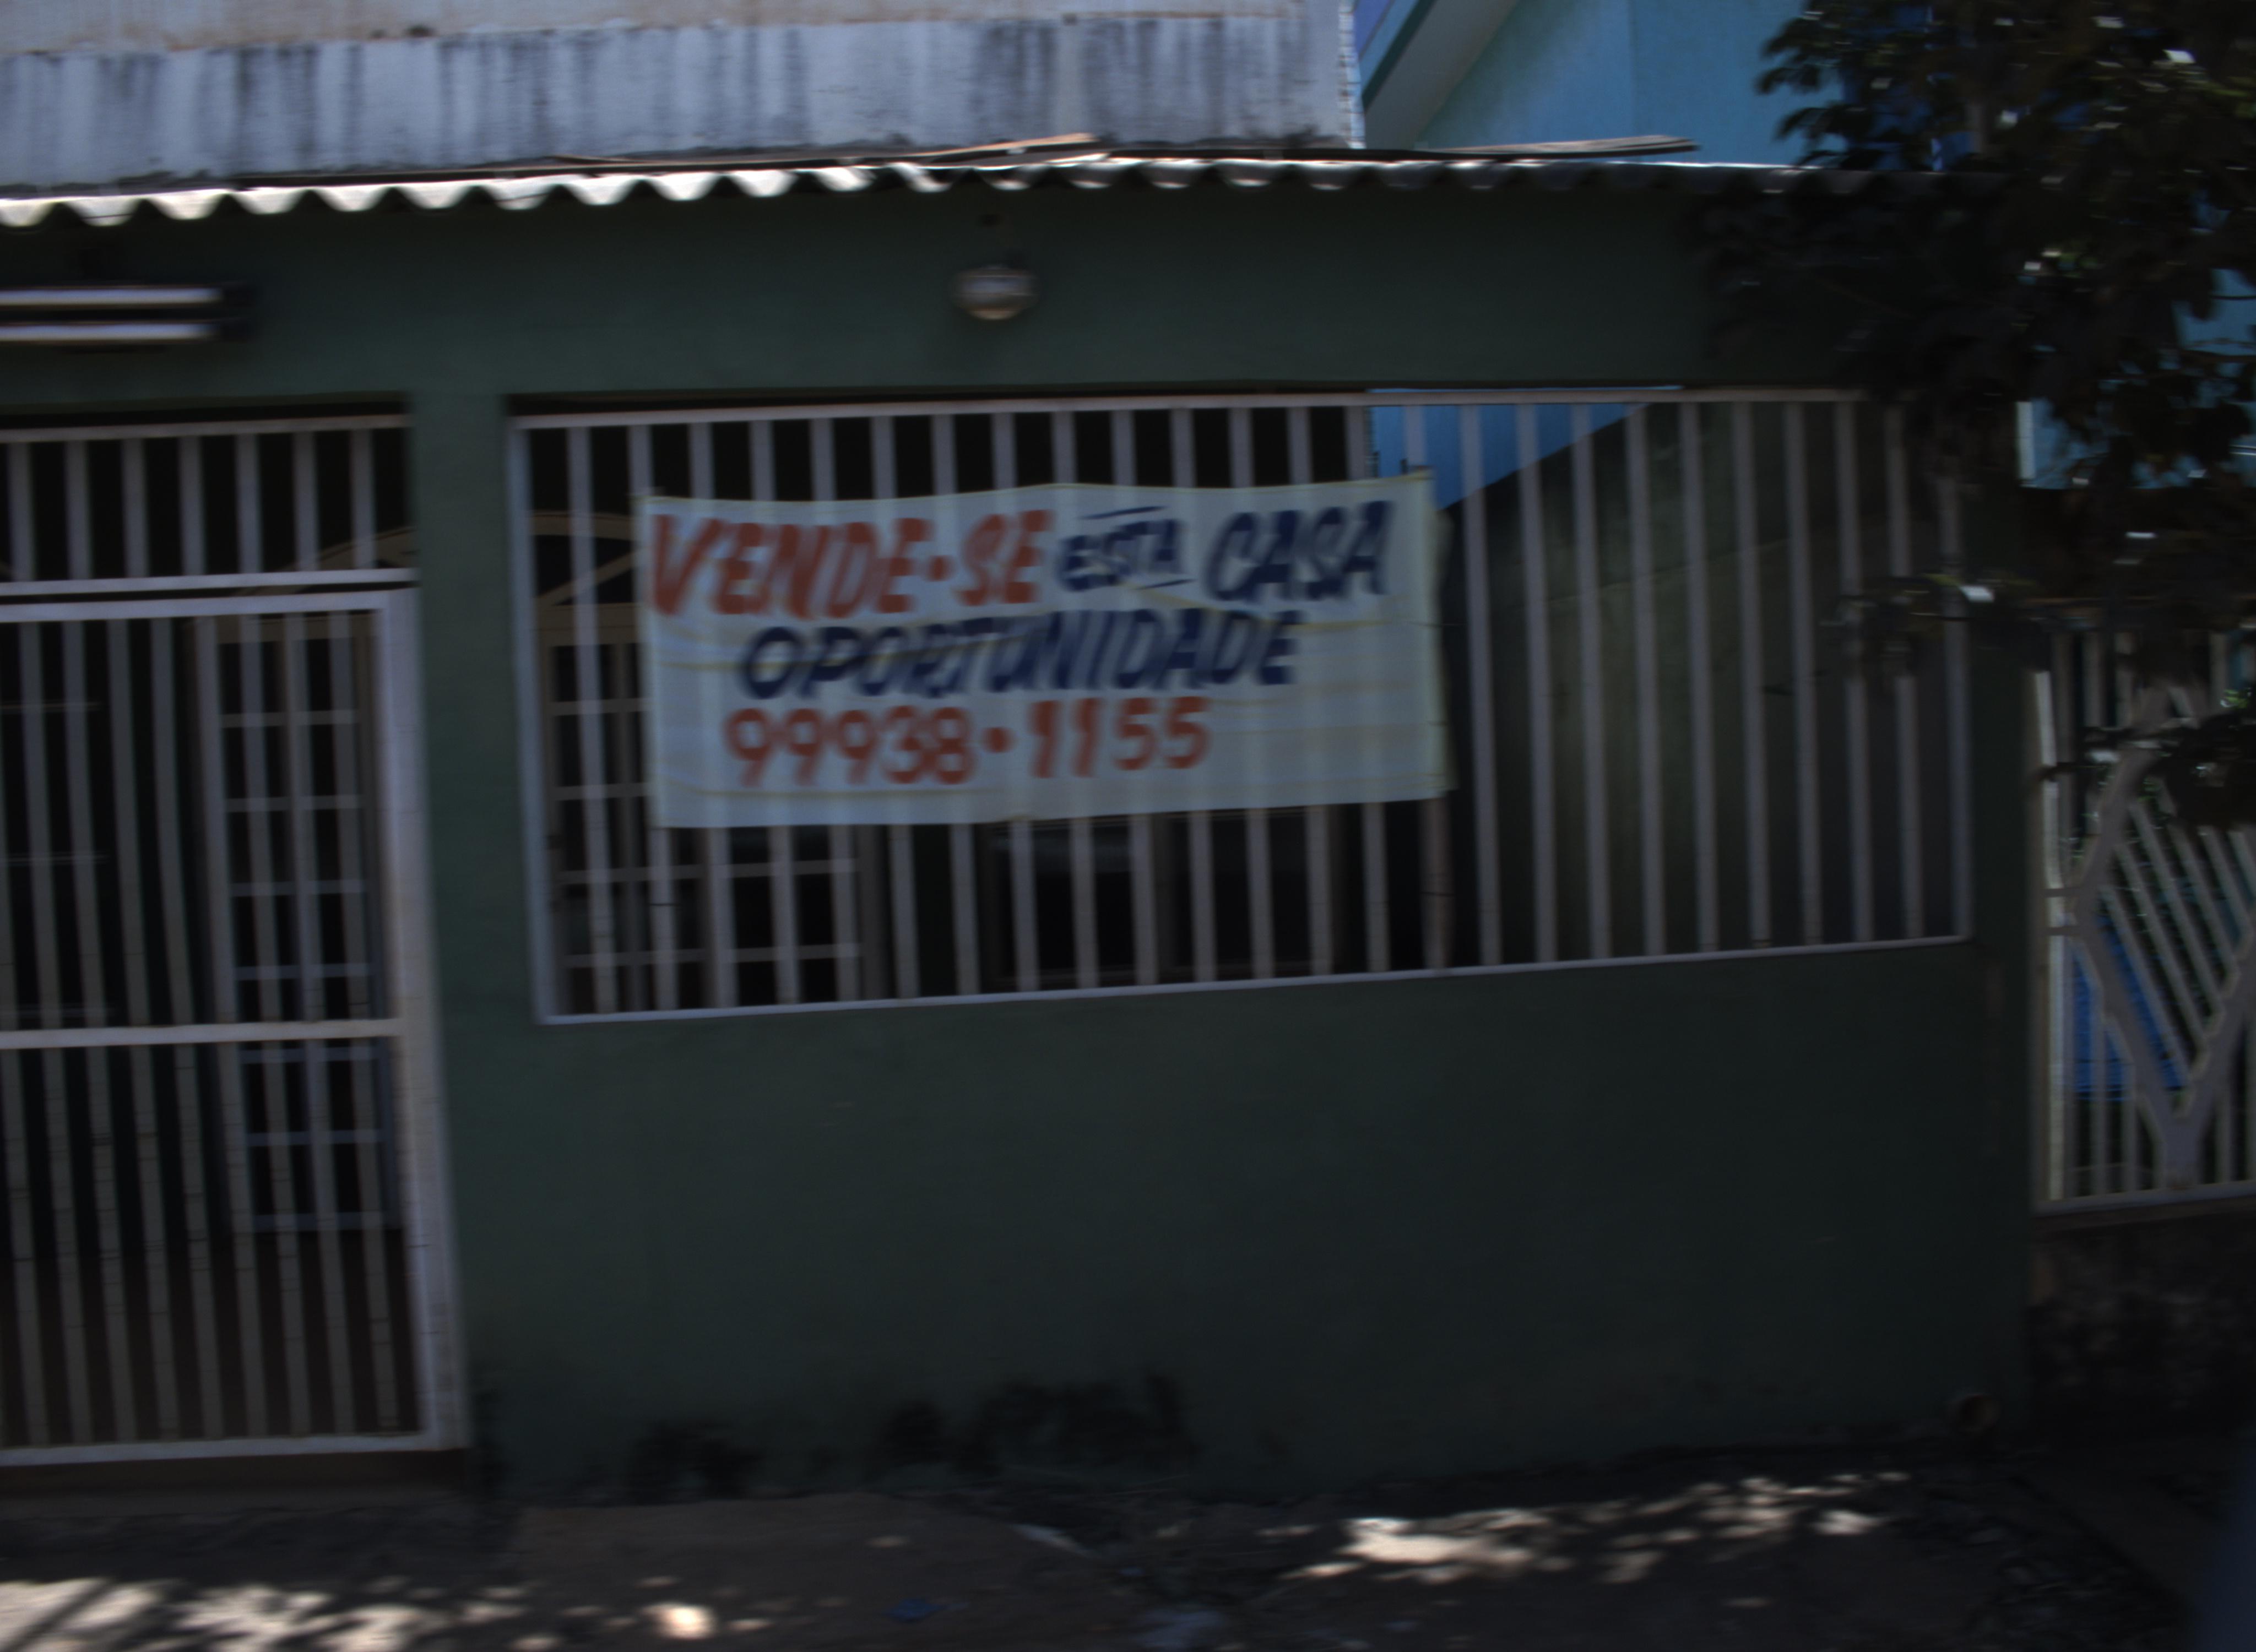 VENDE-SE ESTA CASA
OPORTUNIDADE
99938-1155